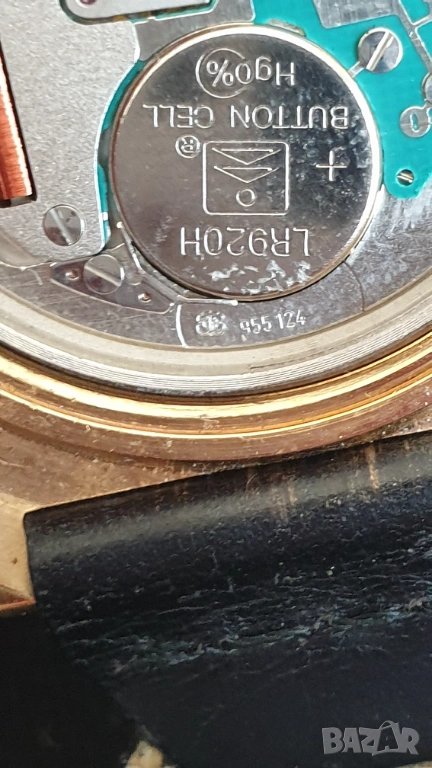 LR920H
+
®
BUTTON CELL
Hg0%
955 124
BAZAR